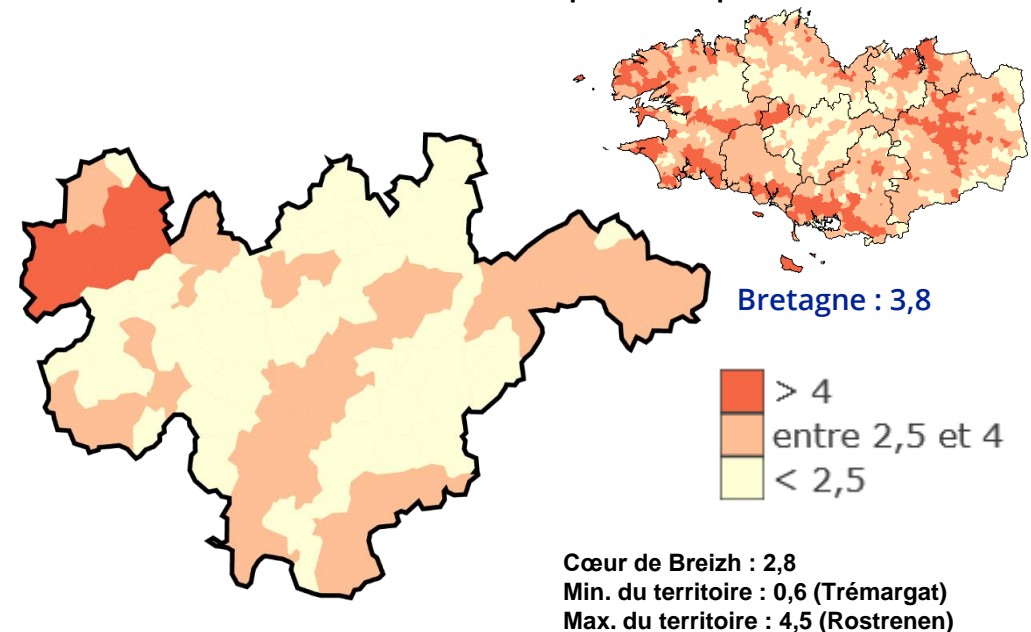 Bretagne : 3,8
> 4
entre 2,5 et 4
< 2,5
Cœur de Breizh : 2,8
Min. du territoire : 0,6 (Trémargat)
Max. du territoire : 4,5 (Rostrenen)